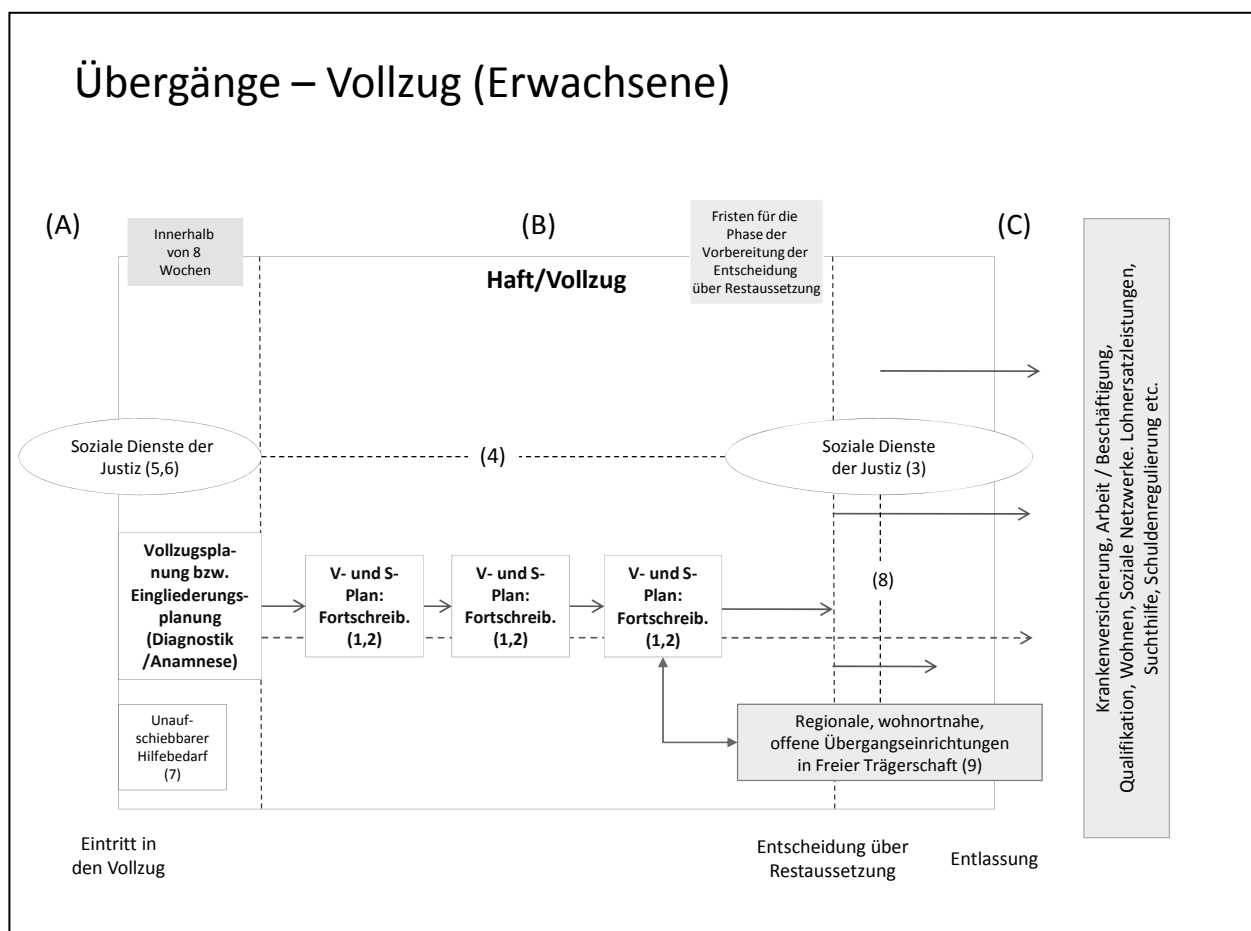 Übergänge – Vollzug (Erwachsene)
(A)
Innerhalb
von 8
Wochen
(B)
Haft/Vollzug
Fristen für die
Phase der
Vorbereitung der
Entscheidung
über Restaussetzung
(C)
Soziale Dienste der
Justiz (5,6)
(4)
Soziale Dienste
der Justiz (3)
Vollzugspla-
nung bzw.
Eingliederungs-
planung
(Diagnostik
/Anamnese)
V- und S-
Plan:
Fortschreib.
(1,2)
V- und S-
Plan:
Fortschreib.
(1,2)
V- und S-
Plan:
Fortschreib.
(1,2)
(8)
Unauf-
schiebbarer
Hilfebedarf
(7)
Regionale, wohnortnahe,
offene Übergangseinrichtungen
in Freier Trägerschaft (9)
Eintritt in
den Vollzug
Entscheidung über
Restaussetzung
Entlassung
Krankenversicherung, Arbeit / Beschäftigung,
Qualifikation, Wohnen, Soziale Netzwerke. Lohnersatzleistungen,
Suchthilfe, Schuldenregulierung etc.